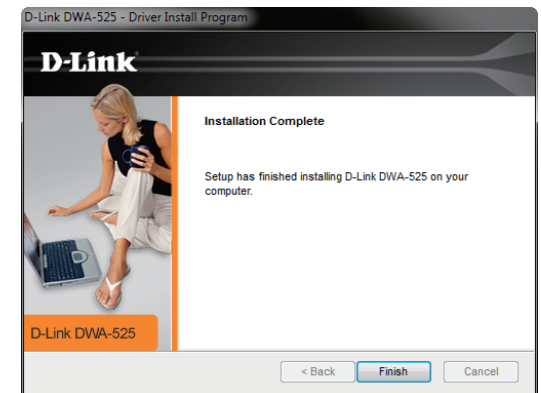 D-Link DWA-525 - Driver Install Program
D-Link
Installation Complete
Setup has finished installing D-Link DWA-525 on your
computer.
D-Link DWA-525
< Back
Finish
Cancel